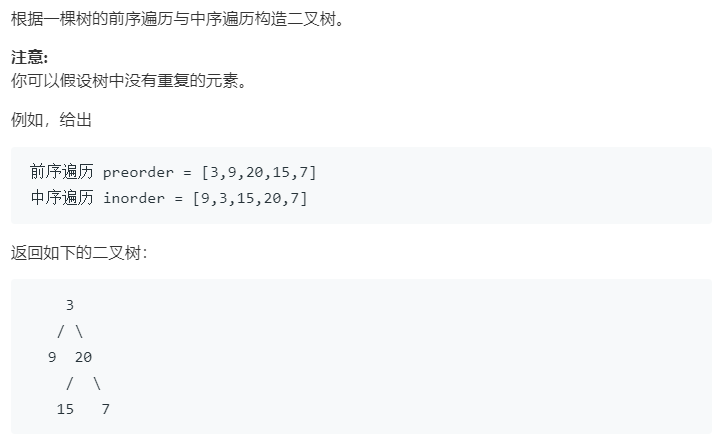 根据一棵树的前序遍历与中序遍历构造二叉树。
注意:
你可以假设树中没有重复的元素。
例如，给出
前序遍历 preorder = [3,9,20,15,7]
中序遍历 inorder = [9,3,15,20,7]
返回如下的二叉树：
3
/ \
9 20
/ \
15 7